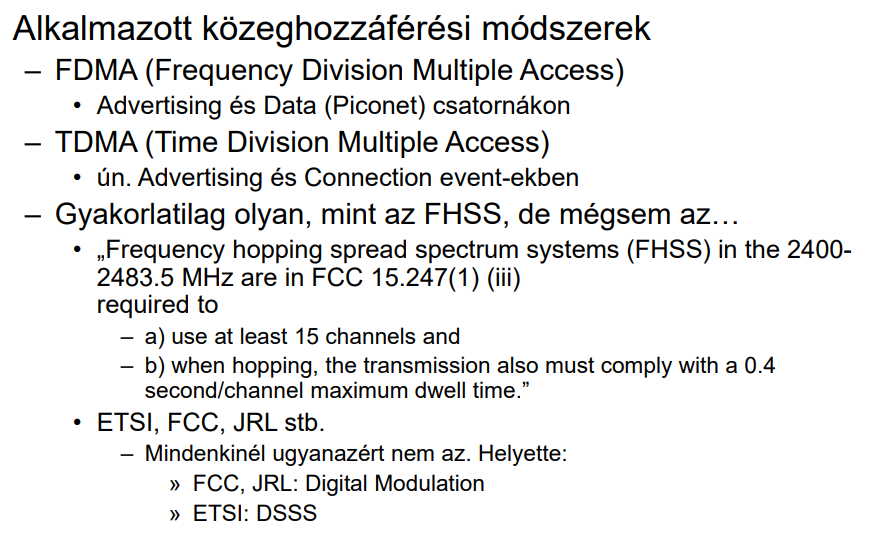 Alkalmazott közeghozzáférési módszerek
– FDMA (Frequency Division Multiple Access)
• Advertising és Data (Piconet) csatornákon
– TDMA (Time Division Multiple Access)
• ún. Advertising és Connection event-ekben
– Gyakorlatilag olyan, mint az FHSS, de mégsem az…
• „Frequency hopping spread spectrum systems (FHSS) in the 2400-
2483.5 MHz are in FCC 15.247(1) (iii)
required to
– a) use at least 15 channels and
– b) when hopping, the transmission also must comply with a 0.4
second/channel maximum dwell time.”
• ETSI, FCC, JRL stb.
– Mindenkinél ugyanazért nem az. Helyette:
» FCC, JRL: Digital Modulation
» ETSI: DSSS